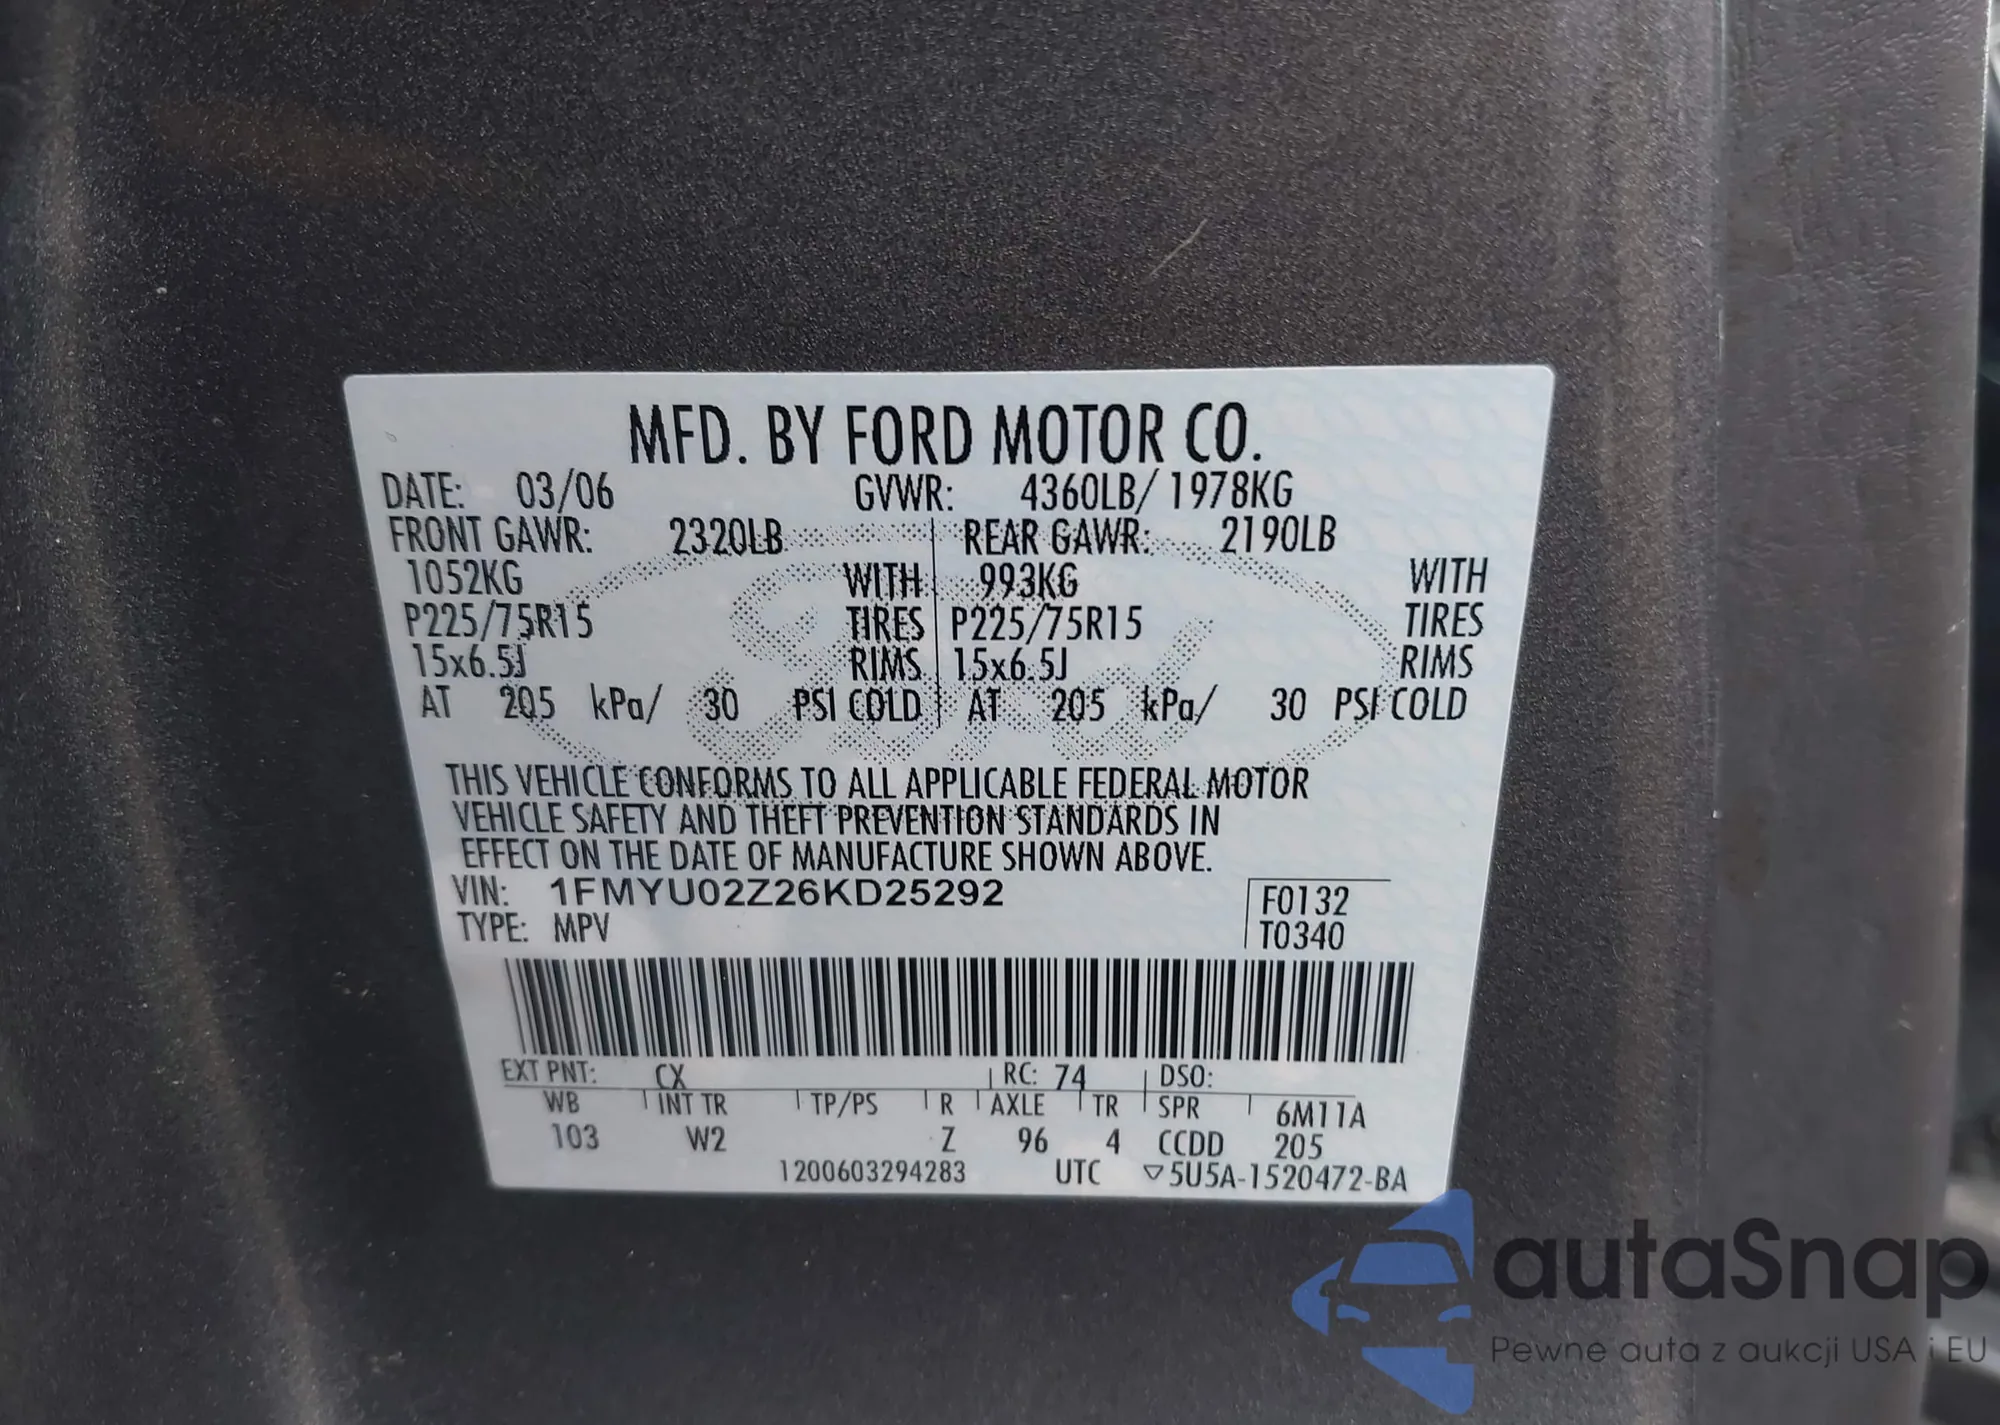 MFD. BY FORD MOTOR CO.
DATE: 03/06 GVWR: 4360LB/ 1978KG
FRONT GAWR: 2320LB REAR GAWR: 2190LB
1052KG WITH 993KG WITH
P225/75R15 TIRES P225/75R15 TIRES
15x6.5J RIMS 15x6.5J RIMS
AT 205 kPa/ 30 PSI COLD AT 205 kPa/ 30 PSI COLD
THIS VEHICLE CONFORMS TO ALL APPLICABLE FEDERAL MOTOR
VEHICLE SAFETY AND THEFT PREVENTION STANDARDS IN
EFFECT ON THE DATE OF MANUFACTURE SHOWN ABOVE.
VIN: 1FMYU02Z26KD25292 F0132
TYPE: MPV T0340
EXT PNT: CX RC: 74 DSO:
WB INT TR TP/PS R AXLE TR SPR 6M11A
103 W2 Z 96 4 CCDD 205
1200603294283 UTC ▽5U5A-1520472-BA
Ford
autaSnap
Pewne auta z aukcji USA i EU